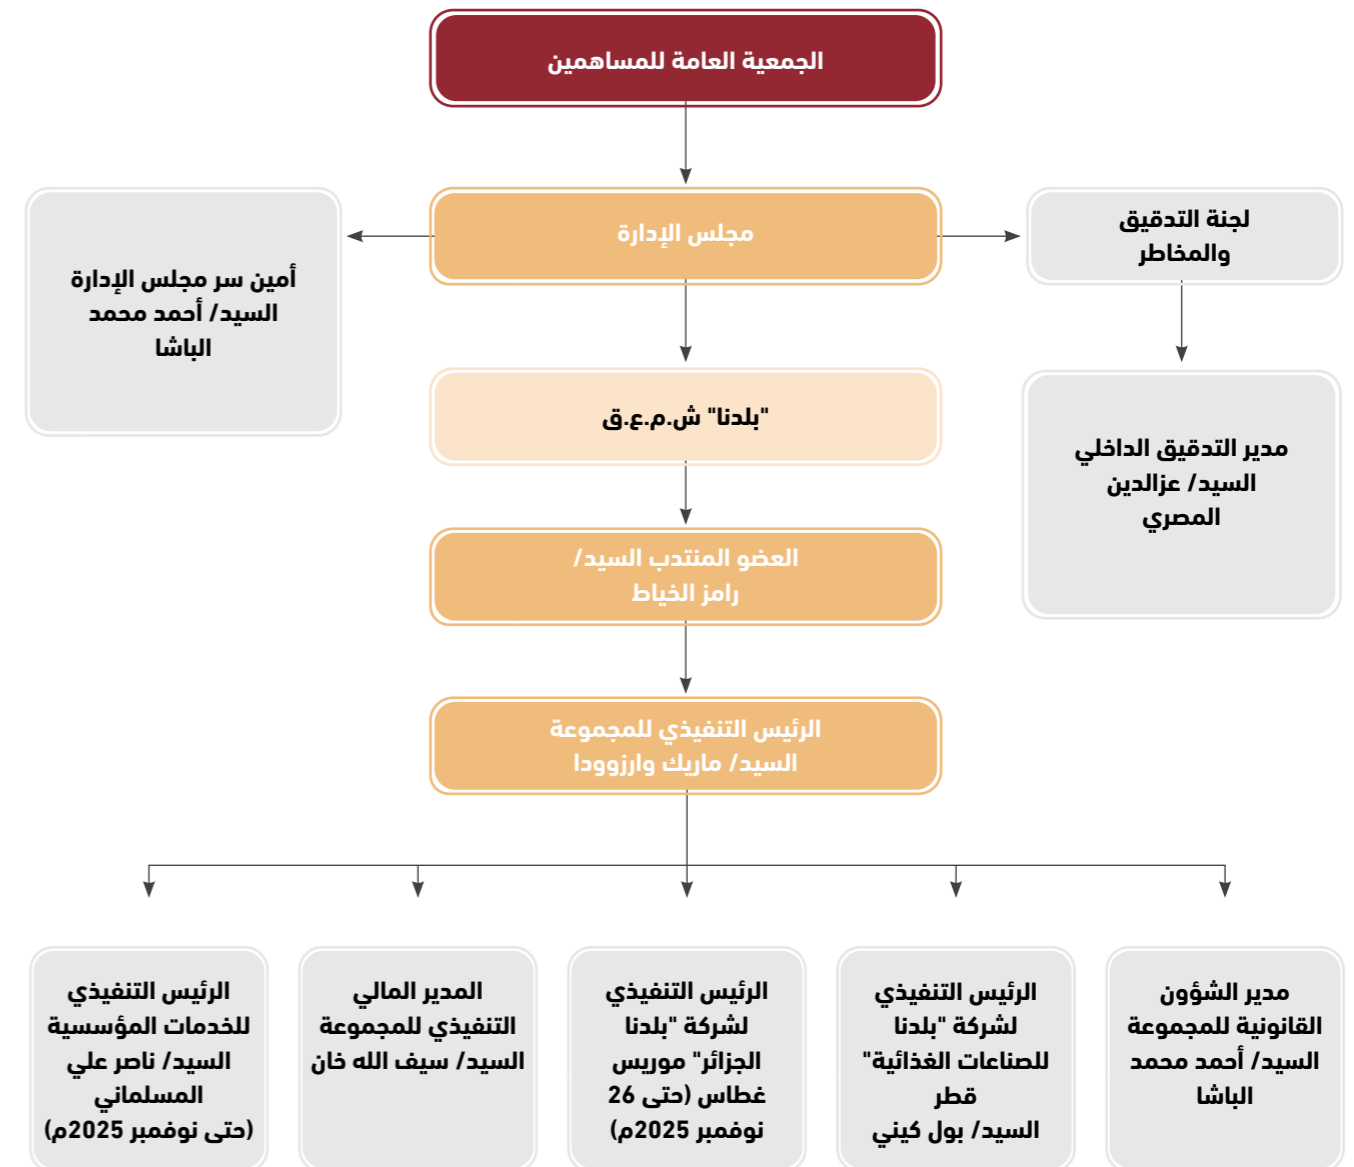 الجمعية العامة للمساهمين
مجلس الإدارة
لجنة التدقيق
والمخاطر
أمين سر مجلس الإدارة
السيد/ أحمد محمد
الباشا
"بلدنا" ش.م.ع.ق
مدير التدقيق الداخلي
السيد/ عزالدين
المصري
العضو المنتدب السيد/
رامز الخياط
الرئيس التنفيذي للمجموعة
السيد/ ماريك وارزوودا
مدير الشؤون
القانونية للمجموعة
السيد/ أحمد محمد
الباشا
الرئيس التنفيذي
لشركة "بلدنا
للصناعات الغذائية"
قطر
السيد/ بول كيني
الرئيس التنفيذي
لشركة "بلدنا
الجزائر" موريس
غطاس (حتى 26
نوفمبر 2025م)
المدير المالي
التنفيذي للمجموعة
السيد/ سيف الله خان
الرئيس التنفيذي
للخدمات المؤسسية
السيد/ ناصر علي
المسلماني
(حتى نوفمبر 2025م)